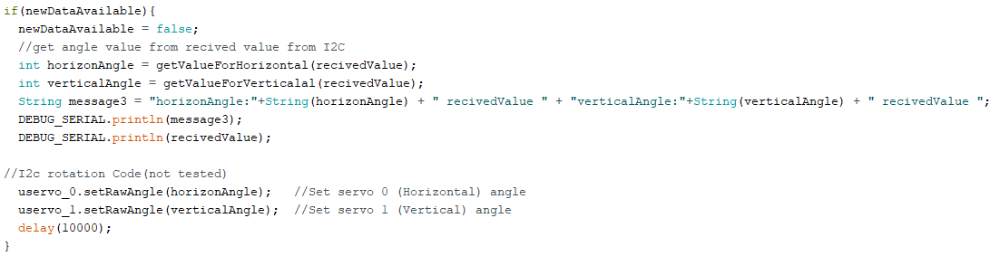 if(newDataAvailable){
  newDataAvailable = false;
  //get angle value from recived value from I2C
  int horizonAngle = getValueForHorizontal(recivedValue);
  int verticalAngle = getValueForVerticalal(recivedValue);
  String message3 = "horizonAngle:"+String(horizonAngle) + " recivedValue " + "verticalAngle:"+String(verticalAngle) + " recivedValue ";
  DEBUG_SERIAL.println(message3);
  DEBUG_SERIAL.println(recivedValue);

//I2c rotation Code(not tested)
  uservo_0.setRawAngle(horizonAngle);   //Set servo 0 (Horizontal) angle
  uservo_1.setRawAngle(verticalAngle);  //Set servo 1 (Vertical) angle
  delay(10000);
}